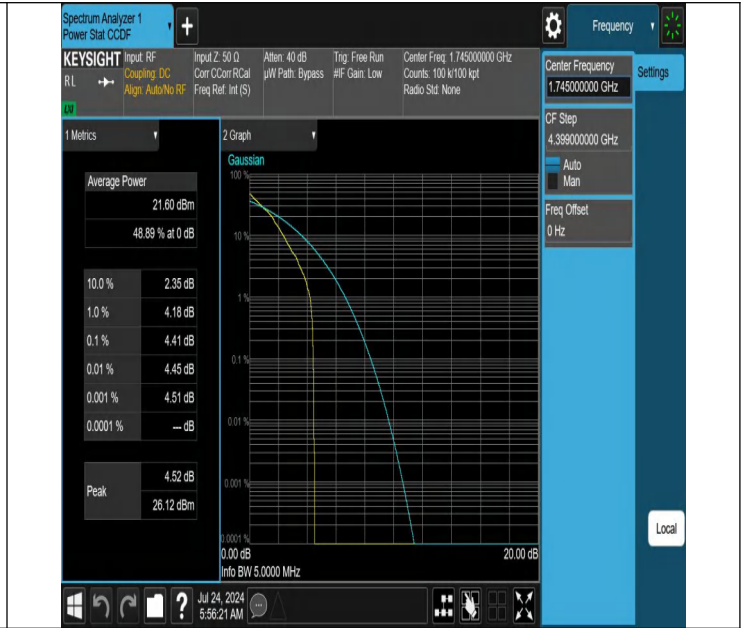 Spectrum Analyzer 1
Power Stat CCDF
+
Frequency
KEYSIGHT
RL
LXI
Input: RF
Coupling: DC
Align: Auto/No RF
Input Z: 50 Ω
Corr CCorr RCal
Freq Ref: Int (S)
Atten: 40 dB
µW Path: Bypass
Trig: Free Run
#IF Gain: Low
Center Freq: 1.745000000 GHz
Counts: 100 k/100 kpt
Radio Std: None
Center Frequency
1.745000000 GHz
Settings
CF Step
4.399000000 GHz
Auto
Man
Freq Offset
0 Hz
1 Metrics
Average Power
21.60 dBm
48.89 % at 0 dB
10.0 % 2.35 dB
1.0 % 4.18 dB
0.1 % 4.41 dB
0.01 % 4.45 dB
0.001 % 4.51 dB
0.0001 % --- dB
Peak 4.52 dB
26.12 dBm
2 Graph
Gaussian
100 %
10 %
1 %
0.1 %
0.01 %
0.001 %
0.0001 %
0.00 dB 20.00 dB
Info BW 5.0000 MHz
Local
?
Jul 24, 2024
5:56:21 AM